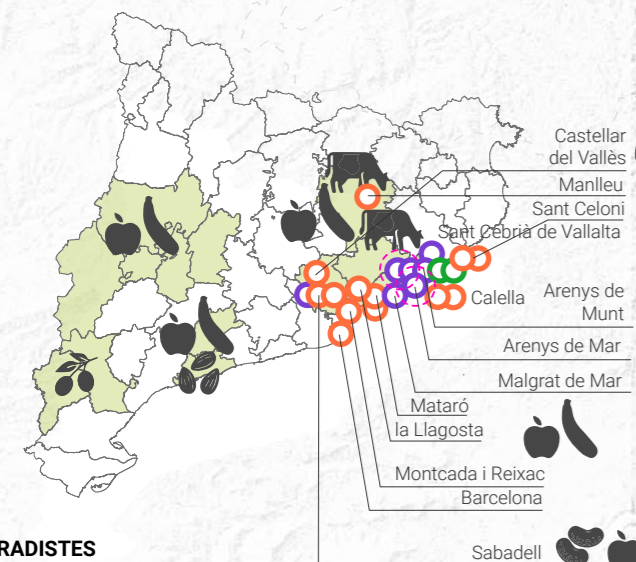 Castellar
del Vallès
Manlleu
Sant Celoni
Sant Cebrià de Vallalta
Calella
Arenys de
Munt
Arenys de Mar
Malgrat de Mar
Mataró
la Llagosta
Montcada i Reixac
Barcelona
Sabadell
RADISTES